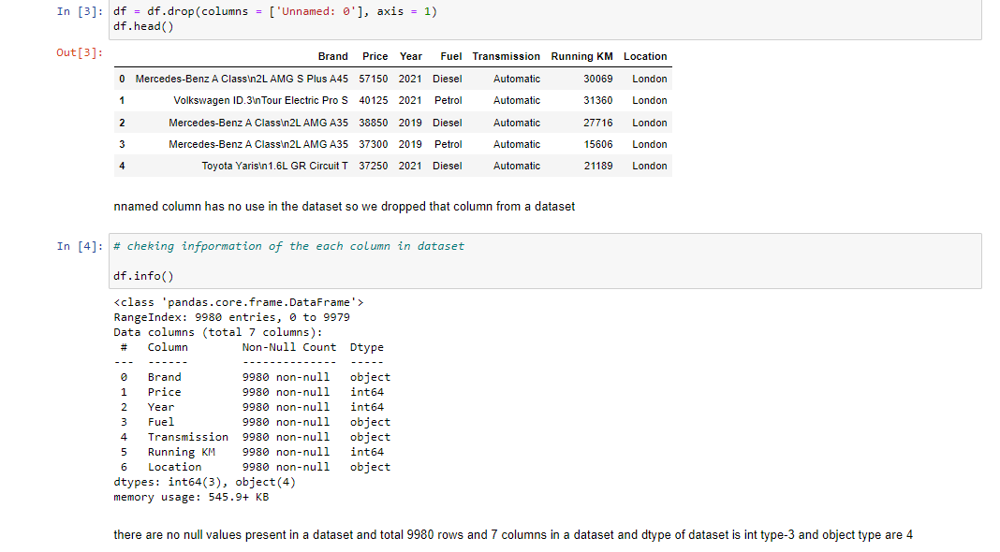 In [3]: df = df.drop(columns = ['Unnamed: 0'], axis = 1)
df.head()
Out[3]:
Brand Price Year Fuel Transmission Running KM Location
0 Mercedes-Benz A Class\n2L AMG S Plus A45 57150 2021 Diesel Automatic 30069 London
1 Volkswagen ID.3\nTour Electric Pro S 40125 2021 Petrol Automatic 31360 London
2 Mercedes-Benz A Class\n2L AMG A35 38850 2019 Diesel Automatic 27716 London
3 Mercedes-Benz A Class\n2L AMG A35 37300 2019 Petrol Automatic 15606 London
4 Toyota Yaris\n1.6L GR Circuit T 37250 2021 Diesel Automatic 21189 London
nnamed column has no use in the dataset so we dropped that column from a dataset
In [4]: # cheking infpormation of the each column in dataset
df.info()
<class 'pandas.core.frame.DataFrame'>
RangeIndex: 9980 entries, 0 to 9979
Data columns (total 7 columns):
# Column Non-Null Count Dtype
--- ------ -------------- -----
0 Brand 9980 non-null object
1 Price 9980 non-null int64
2 Year 9980 non-null int64
3 Fuel 9980 non-null object
4 Transmission 9980 non-null object
5 Running KM 9980 non-null int64
6 Location 9980 non-null object
dtypes: int64(3), object(4)
memory usage: 545.9+ KB
there are no null values present in a dataset and total 9980 rows and 7 columns in a dataset and dtype of dataset is int type-3 and object type are 4